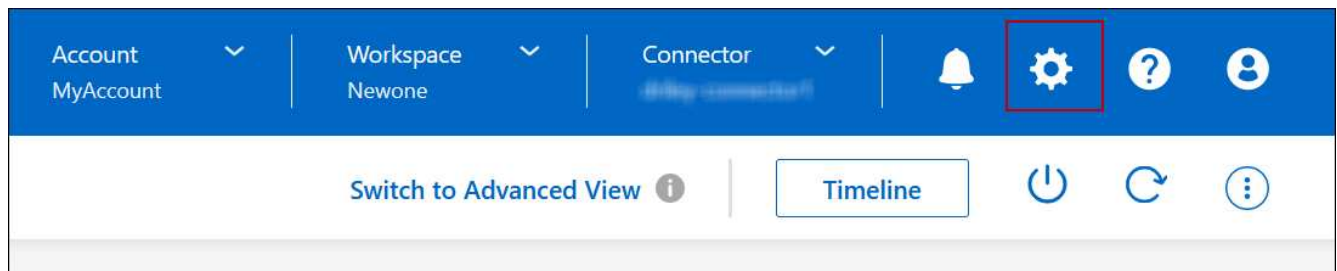 Account
MyAccount
Workspace
Newone
Connector
Switch to Advanced View
Timeline